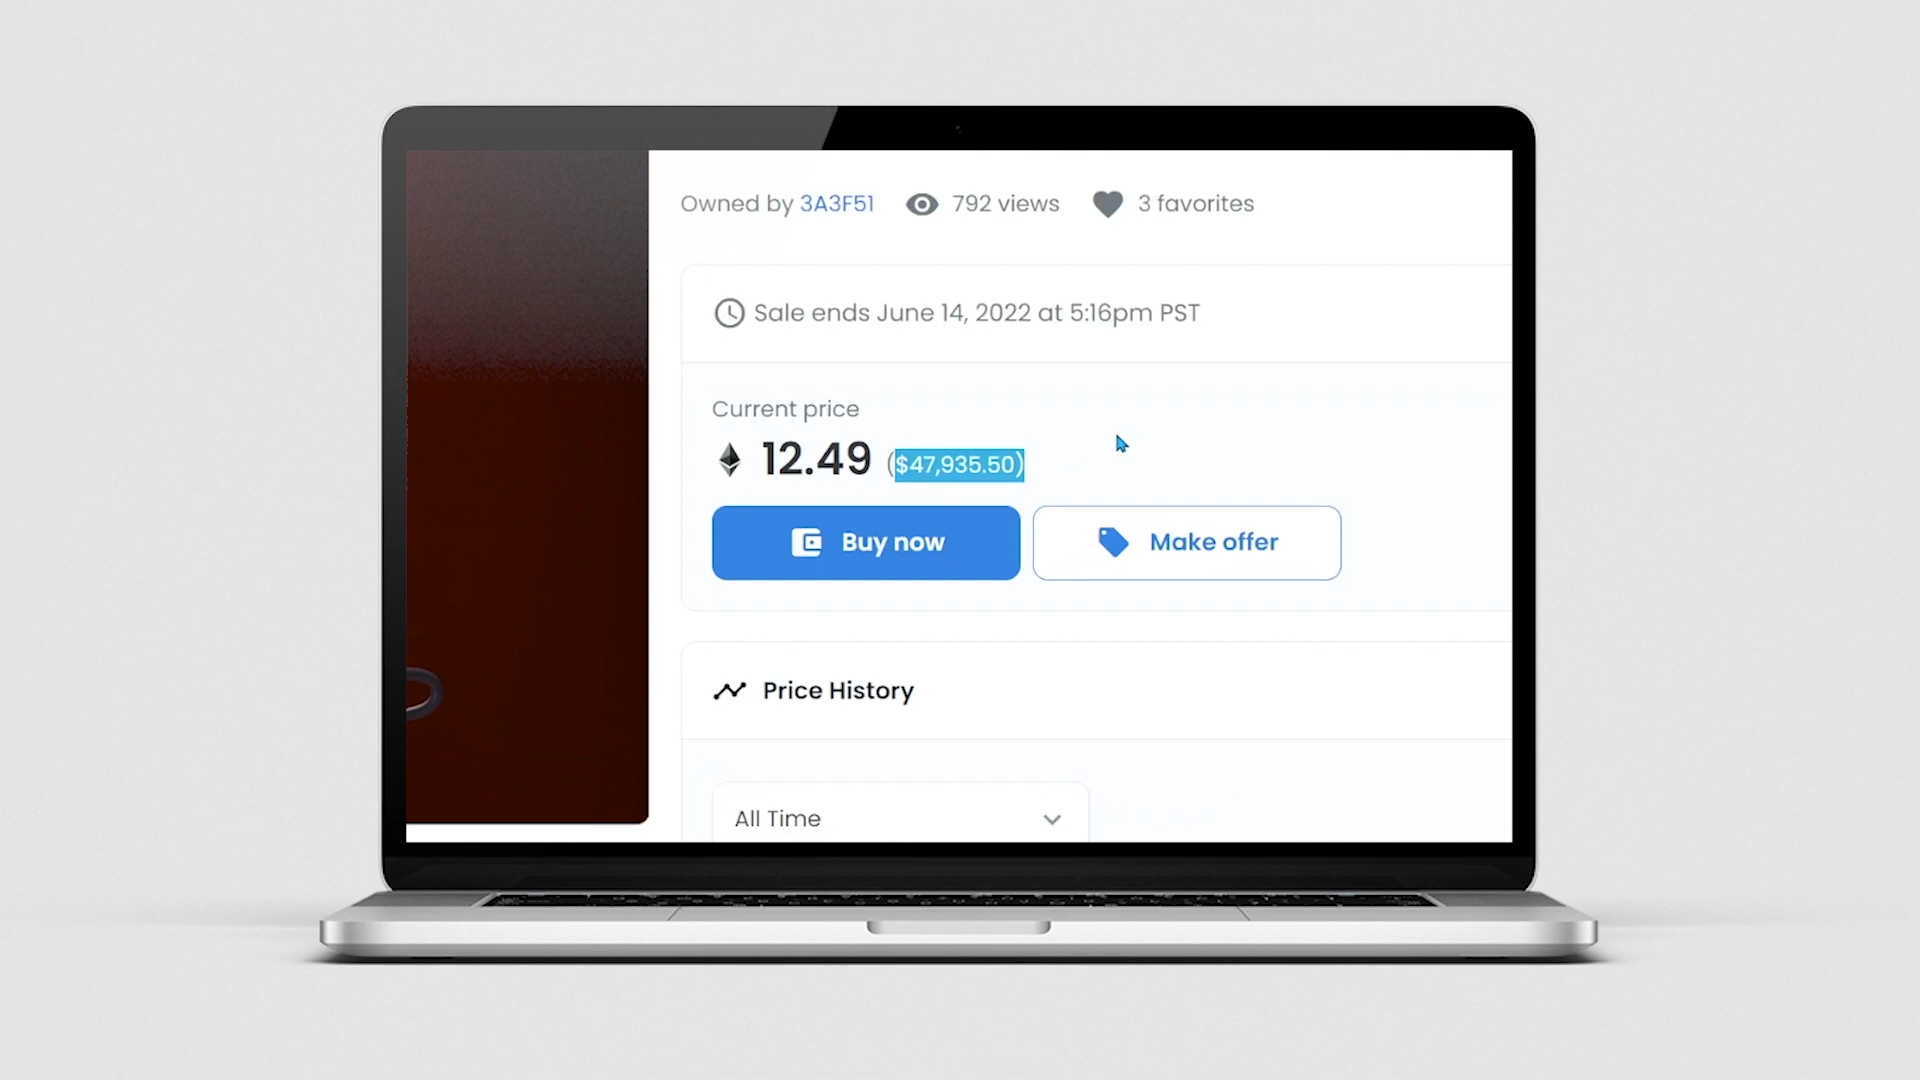 Owned by 3A3F51 792 views 3 favorites
Sale ends June 14, 2022 at 5:16pm PST
Current price
12.49 ($47,935.50)
Buy now Make offer
Price History
All Time